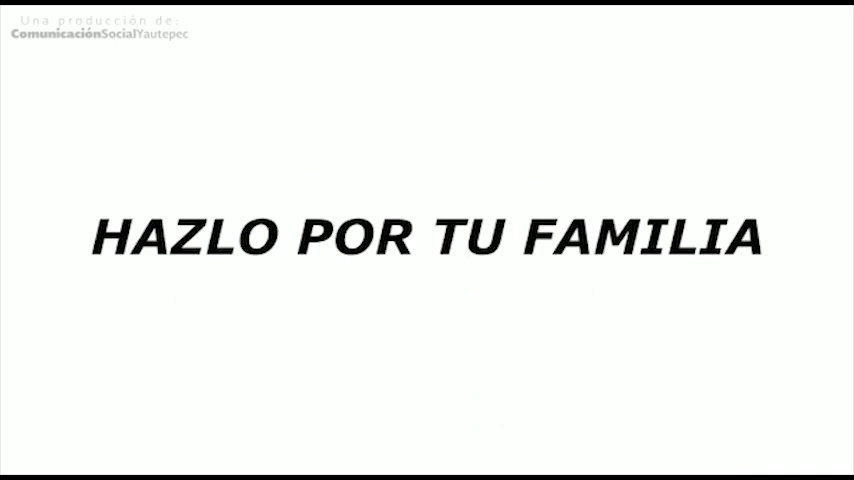 Una producción de:
ComunicaciónSocialYautepec
HAZLO POR TU FAMILIA